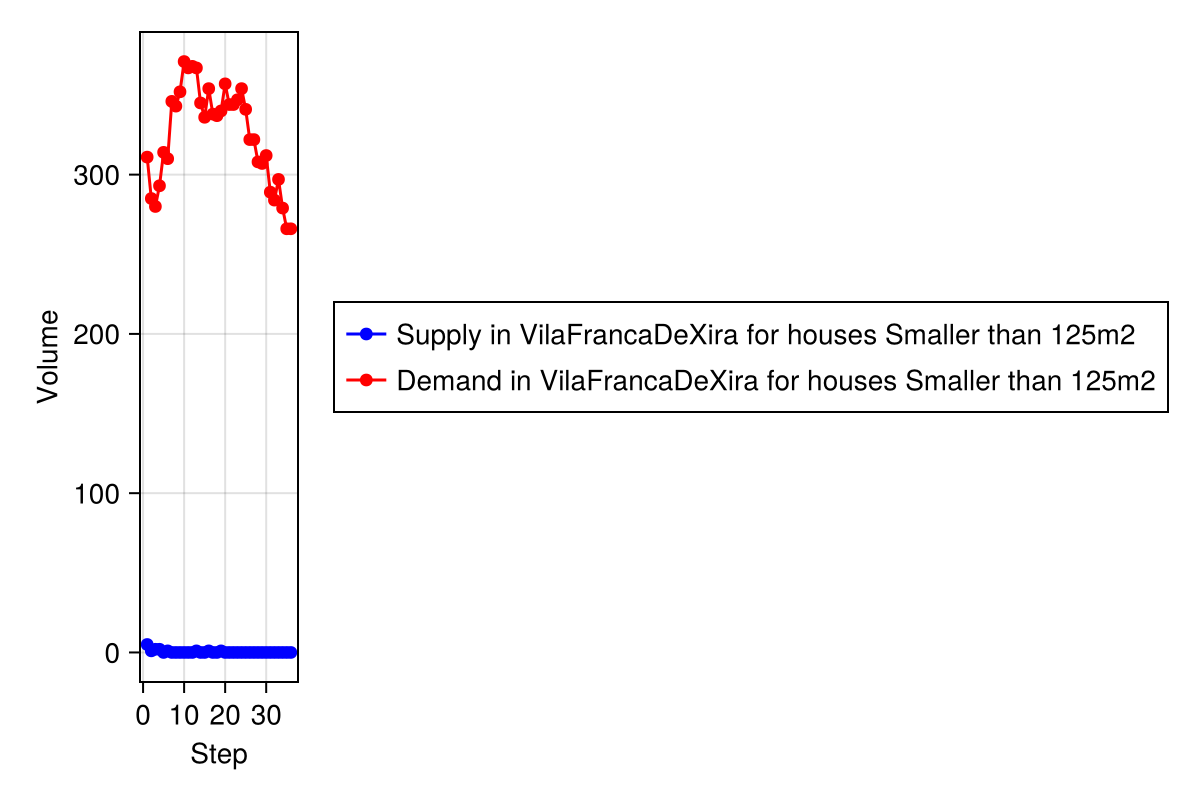 300
200
100
0
Volume
0 10 20 30
Step
Supply in VilaFrancaDeXira for houses Smaller than 125m2
Demand in VilaFrancaDeXira for houses Smaller than 125m2